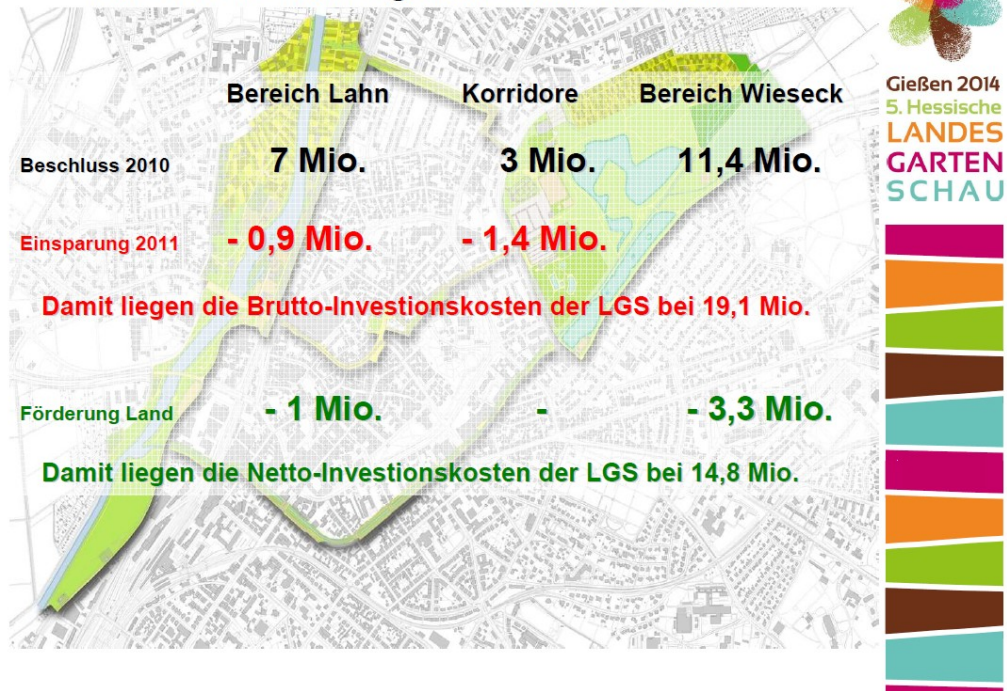 Bereich Lahn Korridore Bereich Wieseck
Beschluss 2010 7 Mio. 3 Mio. 11,4 Mio.
Einsparung 2011 - 0,9 Mio. - 1,4 Mio.
Damit liegen die Brutto-Investionskosten der LGS bei 19,1 Mio.
Förderung Land - 1 Mio. - - 3,3 Mio.
Damit liegen die Netto-Investionskosten der LGS bei 14,8 Mio.
Gießen 2014
5. Hessische
LANDES
GARTEN
SCHAU